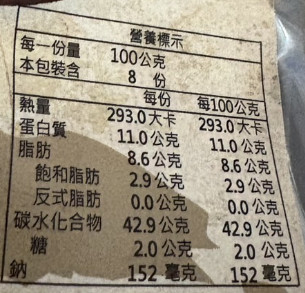 營養標示
每一份量 100公克
本包裝含 8 份
每份 每100公克
熱量 293.0大卡 293.0大卡
蛋白質 11.0公克 11.0公克
脂肪 8.6公克 8.6公克
飽和脂肪 2.9公克 2.9公克
反式脂肪 0.0公克 0.0公克
碳水化合物 42.9公克 42.9公克
糖 2.0公克 2.0公克
鈉 152 毫克 152 毫克